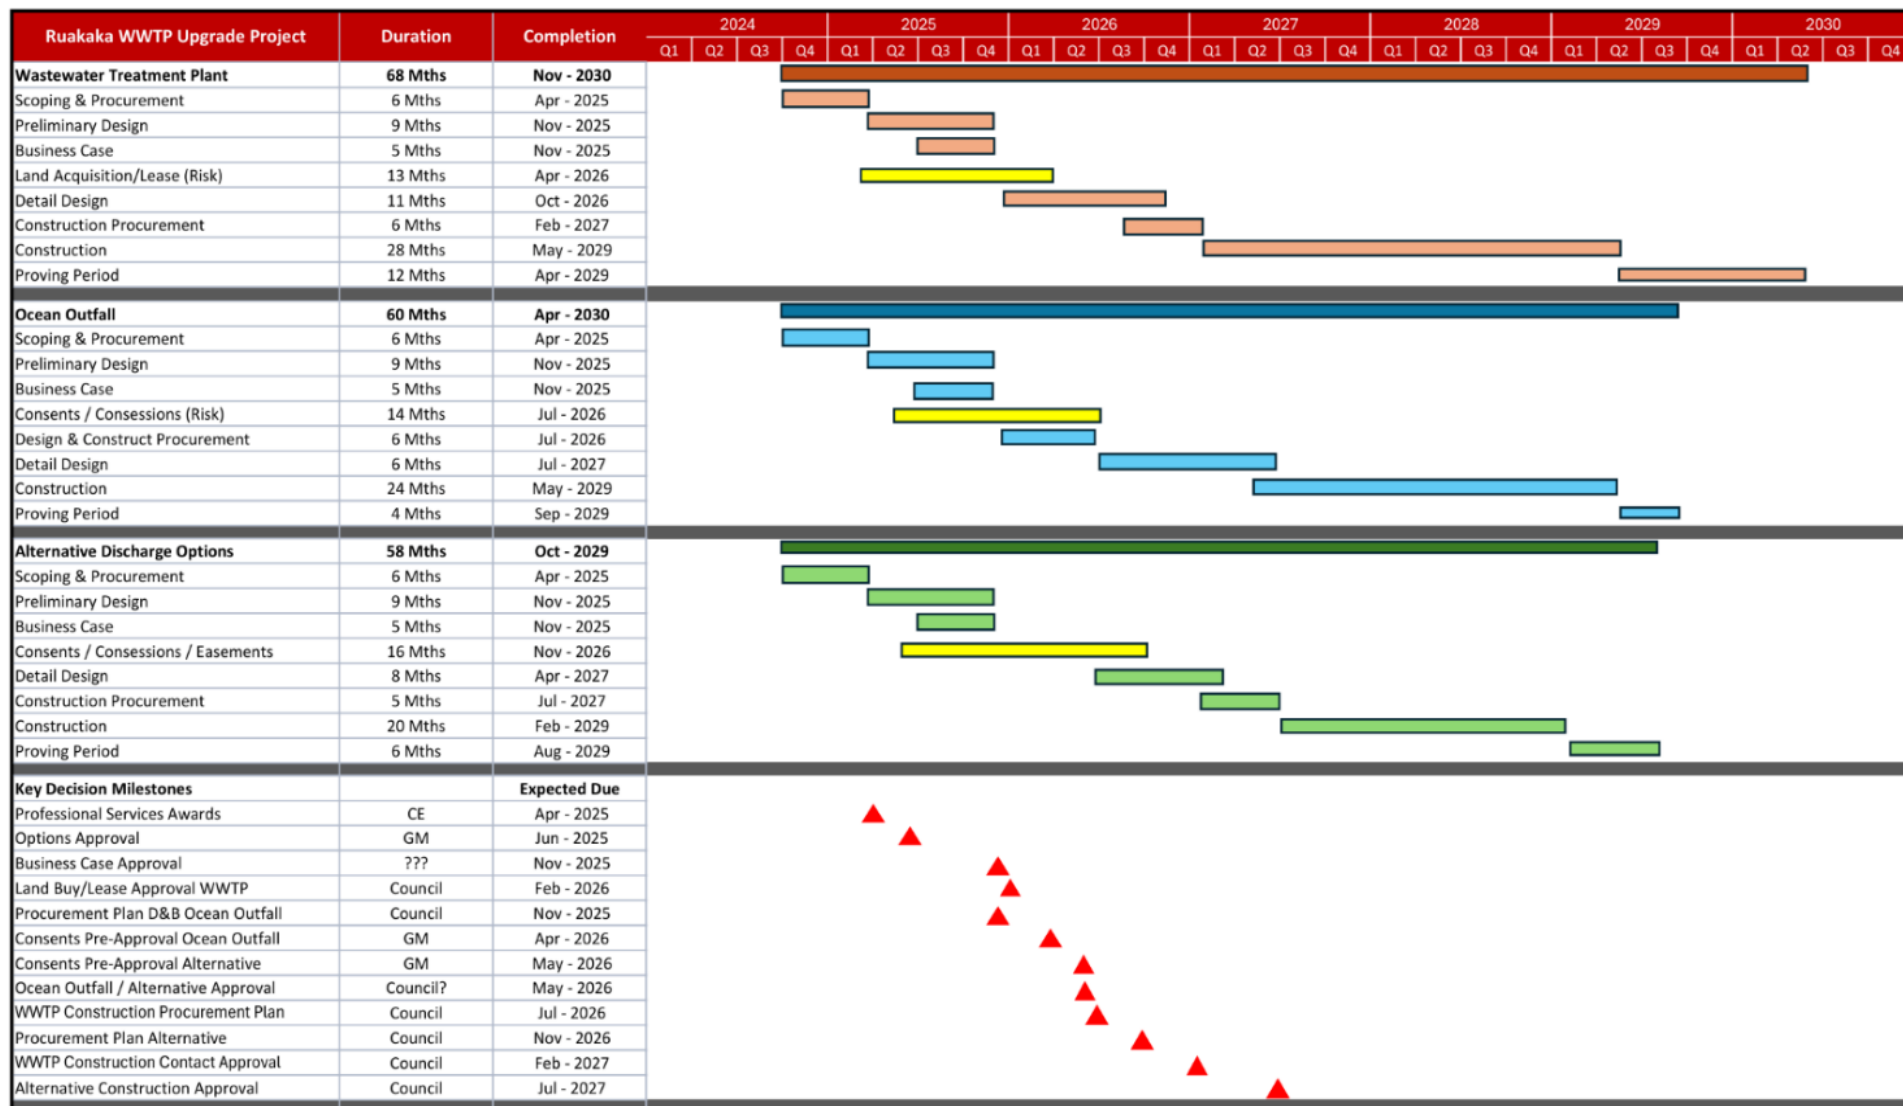 Ruakaka WWTP Upgrade Project Duration Completion 2024 2025 2026 2027 2028 2029 2030
Q1 Q2 Q3 Q4 Q1 Q2 Q3 Q4 Q1 Q2 Q3 Q4 Q1 Q2 Q3 Q4 Q1 Q2 Q3 Q4 Q1 Q2 Q3 Q4 Q1 Q2 Q3 Q4
Wastewater Treatment Plant 68 Mths Nov - 2030
Scoping & Procurement 6 Mths Apr - 2025
Preliminary Design 9 Mths Nov - 2025
Business Case 5 Mths Nov - 2025
Land Acquisition/Lease (Risk) 13 Mths Apr - 2026
Detail Design 11 Mths Oct - 2026
Construction Procurement 6 Mths Feb - 2027
Construction 28 Mths May - 2029
Proving Period 12 Mths Apr - 2029
Ocean Outfall 60 Mths Apr - 2030
Scoping & Procurement 6 Mths Apr - 2025
Preliminary Design 9 Mths Nov - 2025
Business Case 5 Mths Nov - 2025
Consents / Consessions (Risk) 14 Mths Jul - 2026
Design & Construct Procurement 6 Mths Jul - 2026
Detail Design 6 Mths Jul - 2027
Construction 24 Mths May - 2029
Proving Period 4 Mths Sep - 2029
Alternative Discharge Options 58 Mths Oct - 2029
Scoping & Procurement 6 Mths Apr - 2025
Preliminary Design 9 Mths Nov - 2025
Business Case 5 Mths Nov - 2025
Consents / Consessions / Easements 16 Mths Nov - 2026
Detail Design 8 Mths Apr - 2027
Construction Procurement 5 Mths Jul - 2027
Construction 20 Mths Feb - 2029
Proving Period 6 Mths Aug - 2029
Key Decision Milestones Expected Due
Professional Services Awards CE Apr - 2025
Options Approval GM Jun - 2025
Business Case Approval ??? Nov - 2025
Land Buy/Lease Approval WWTP Council Feb - 2026
Procurement Plan D&B Ocean Outfall Council Nov - 2025
Consents Pre-Approval Ocean Outfall GM Apr - 2026
Consents Pre-Approval Alternative GM May - 2026
Ocean Outfall / Alternative Approval Council? May - 2026
WWTP Construction Procurement Plan Council Jul - 2026
Procurement Plan Alternative Council Nov - 2026
WWTP Construction Contact Approval Council Feb - 2027
Alternative Construction Approval Council Jul - 2027